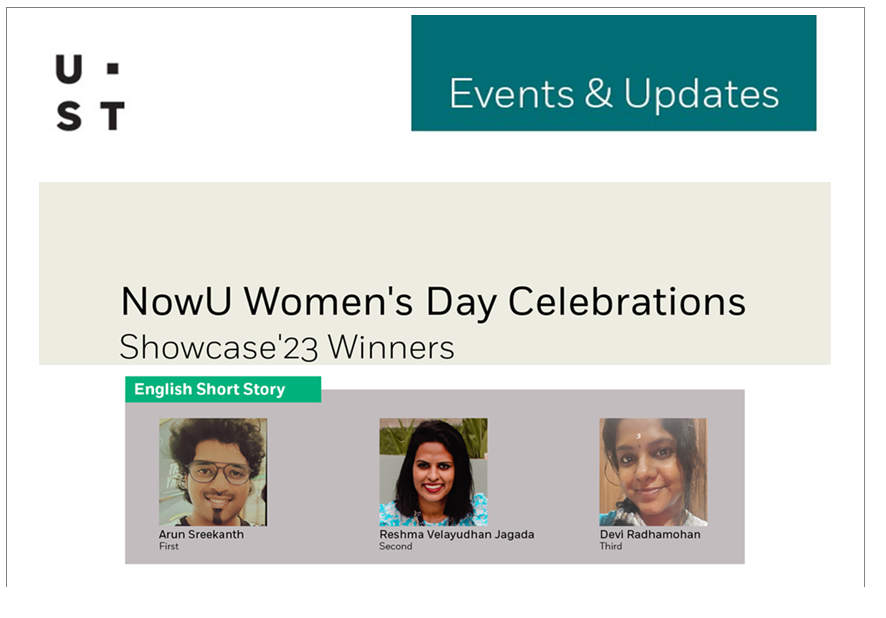 U ·
S T
Events & Updates
NowU Women's Day Celebrations
Showcase'23 Winners
English Short Story
Arun Sreekanth
First
Reshma Velayudhan Jagada
Second
Devi Radhamohan
Third